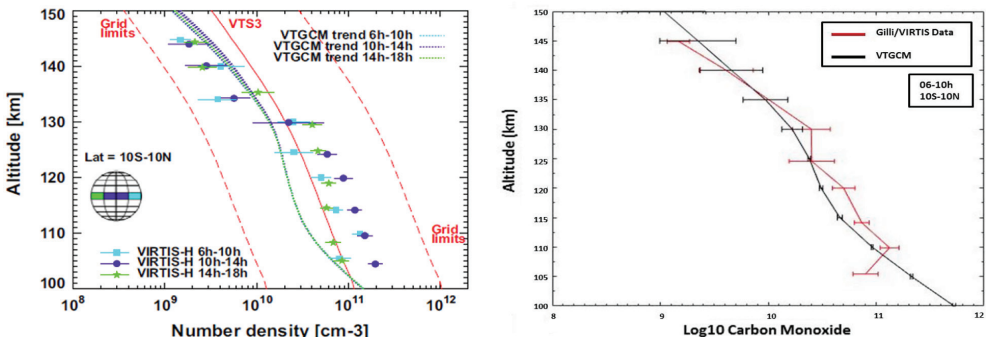 150
140
130
120
110
100
Altitude [km]
Grid
limits
VTS3
VTGCM trend 6h-10h
VTGCM trend 10h-14h
VTGCM trend 14h-18h
Lat = 10S-10N
Grid
limits
VIRTIS-H 6h-10h
VIRTIS-H 10h-14h
VIRTIS-H 14h-18h
10^8
10^9
10^10
10^11
10^12
Number density [cm-3]
150
145
140
135
130
125
120
115
110
105
100
Altitude (km)
Gilli/VIRTIS Data
VTGCM
06-10h
10S-10N
8
9
10
11
12
Log10 Carbon Monoxide